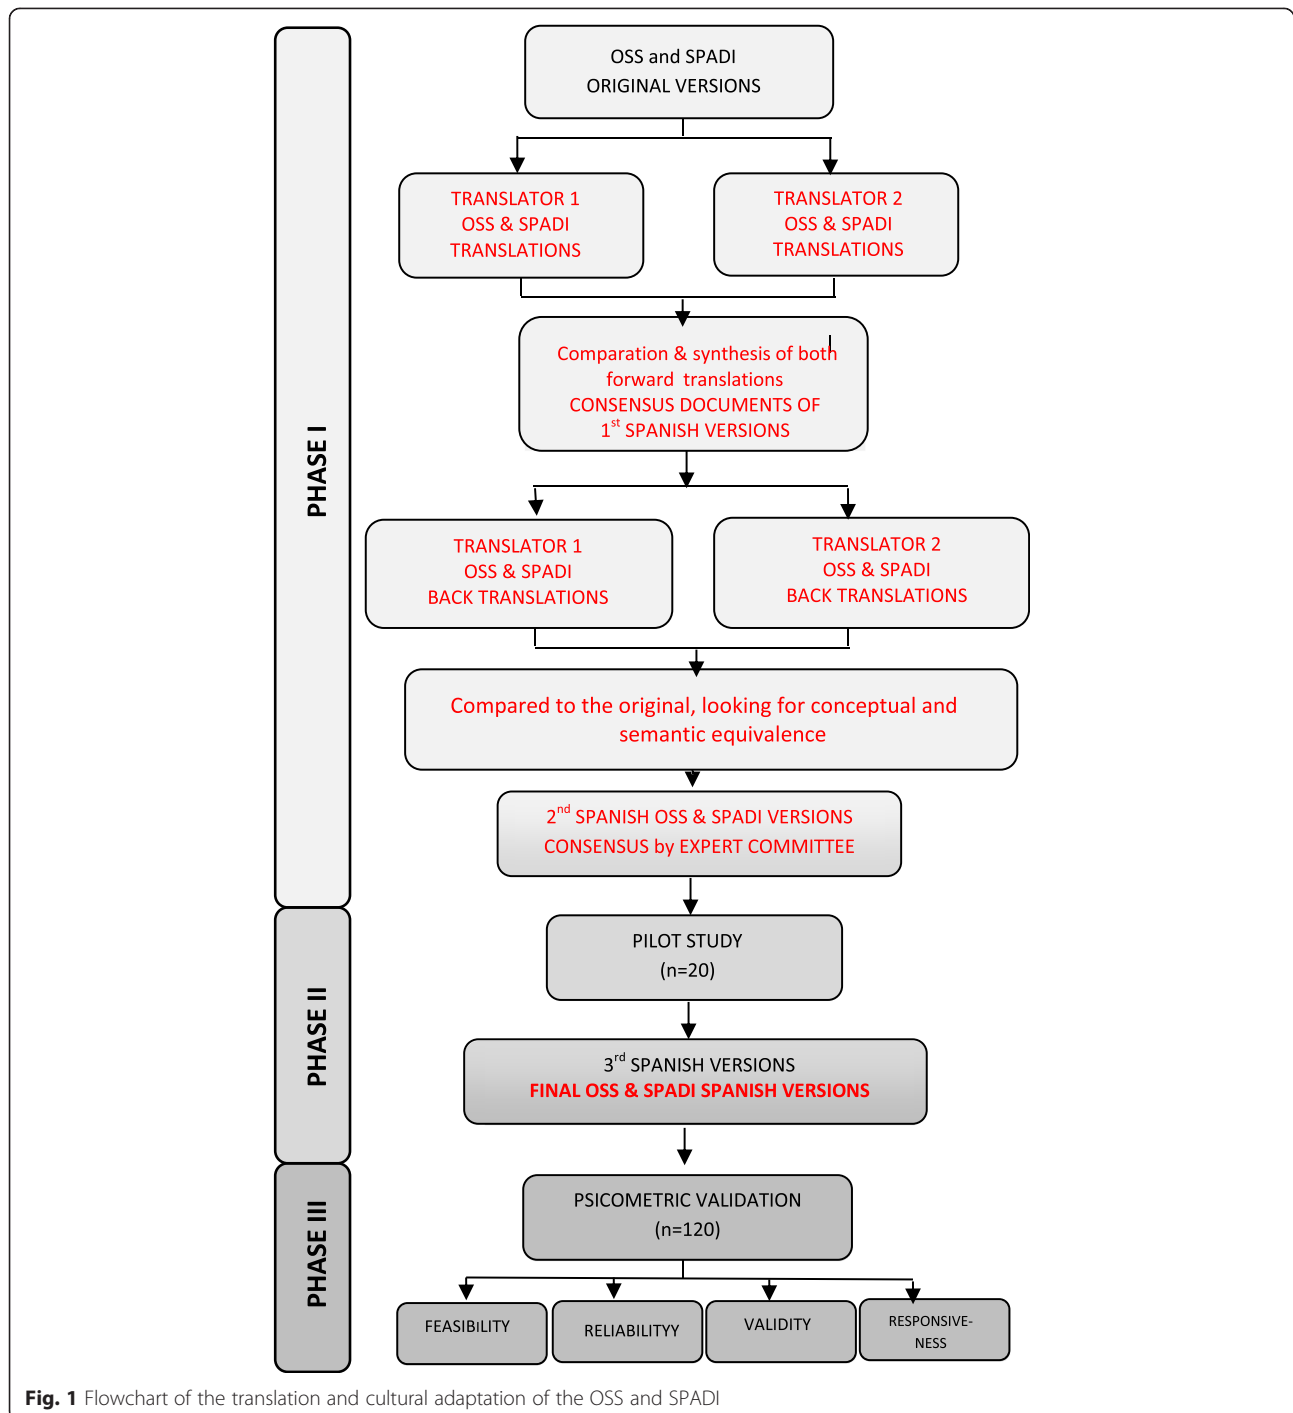 PHASE I
OSS and SPADI
ORIGINAL VERSIONS
TRANSLATOR 1
OSS & SPADI
TRANSLATIONS
TRANSLATOR 2
OSS & SPADI
TRANSLATIONS
Comparation & synthesis of both
forward translations
CONSENSUS DOCUMENTS OF
1st SPANISH VERSIONS
TRANSLATOR 1
OSS & SPADI
BACK TRANSLATIONS
TRANSLATOR 2
OSS & SPADI
BACK TRANSLATIONS
Compared to the original, looking for conceptual and
semantic equivalence
2nd SPANISH OSS & SPADI VERSIONS
CONSENSUS by EXPERT COMMITTEE
PHASE II
PILOT STUDY
(n=20)
3rd SPANISH VERSIONS
FINAL OSS & SPADI SPANISH VERSIONS
PHASE III
PSICOMETRIC VALIDATION
(n=120)
FEASIBILITY
RELIABILITYY
VALIDITY
RESPONSIVE-
NESS
Fig. 1 Flowchart of the translation and cultural adaptation of the OSS and SPADI